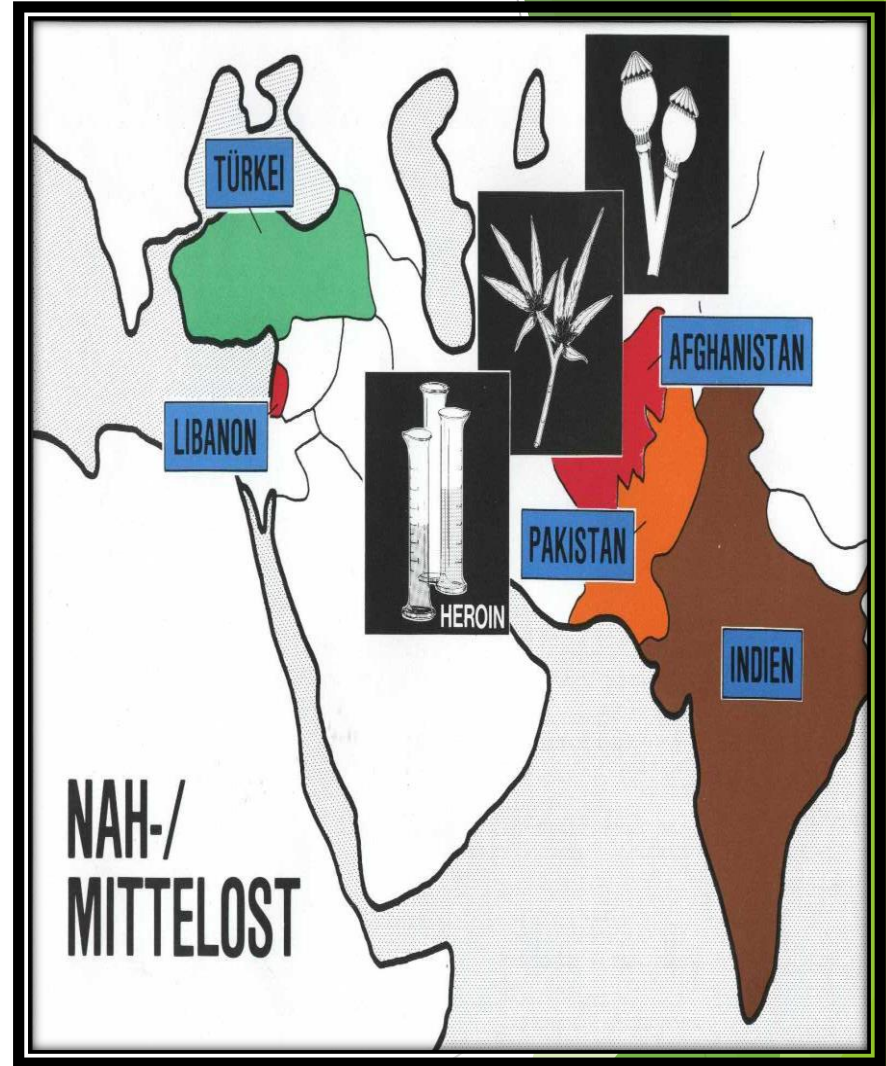 TÜRKEI
AFGHANISTAN
LIBANON
PAKISTAN
HEROIN
INDIEN
NAH-/
MITTELOST